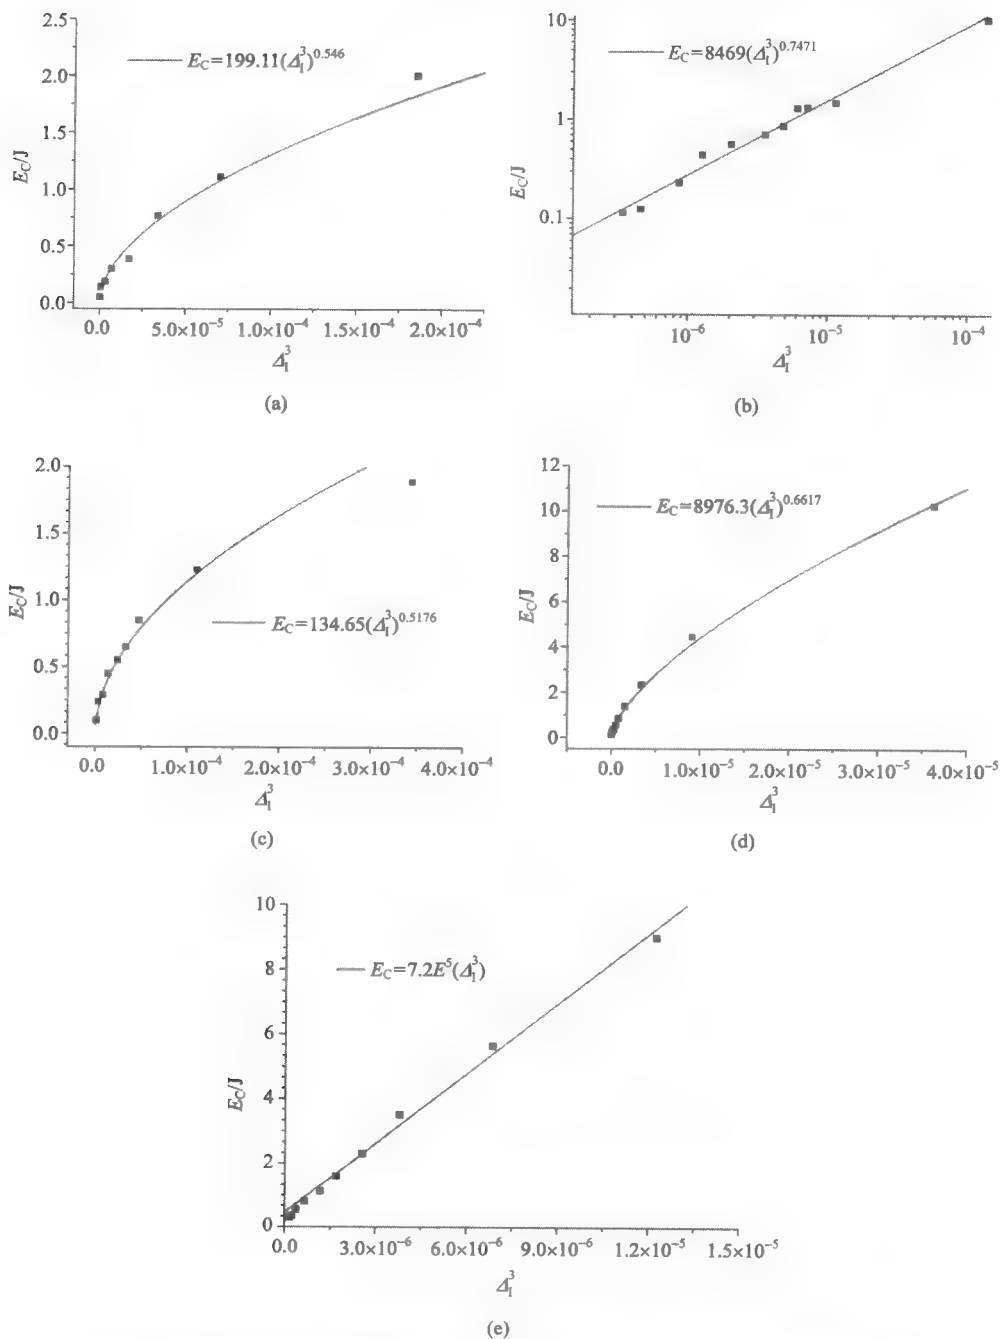 2.5
2.0
1.5
1.0
0.5
0.0
E_C/J
E_C=199.11(Δ_I^3)^0.546
0.0 5.0×10^-5 1.0×10^-4 1.5×10^-4 2.0×10^-4
Δ_I^3
(a)
10
1
0.1
E_C/J
E_C=8469(Δ_I^3)^0.7471
10^-6 10^-5 10^-4
Δ_I^3
(b)
2.0
1.5
1.0
0.5
0.0
E_C/J
E_C=134.65(Δ_I^3)^0.5176
0.0 1.0×10^-4 2.0×10^-4 3.0×10^-4 4.0×10^-4
Δ_I^3
(c)
12
10
8
6
4
2
0
E_C/J
E_C=8976.3(Δ_I^3)^0.6617
0.0 1.0×10^-5 2.0×10^-5 3.0×10^-5 4.0×10^-5
Δ_I^3
(d)
10
8
6
4
2
0
E_C/J
E_C=7.2E^5(Δ_I^3)
0.0 3.0×10^-6 6.0×10^-6 9.0×10^-6 1.2×10^-5 1.5×10^-5
Δ_I^3
(e)